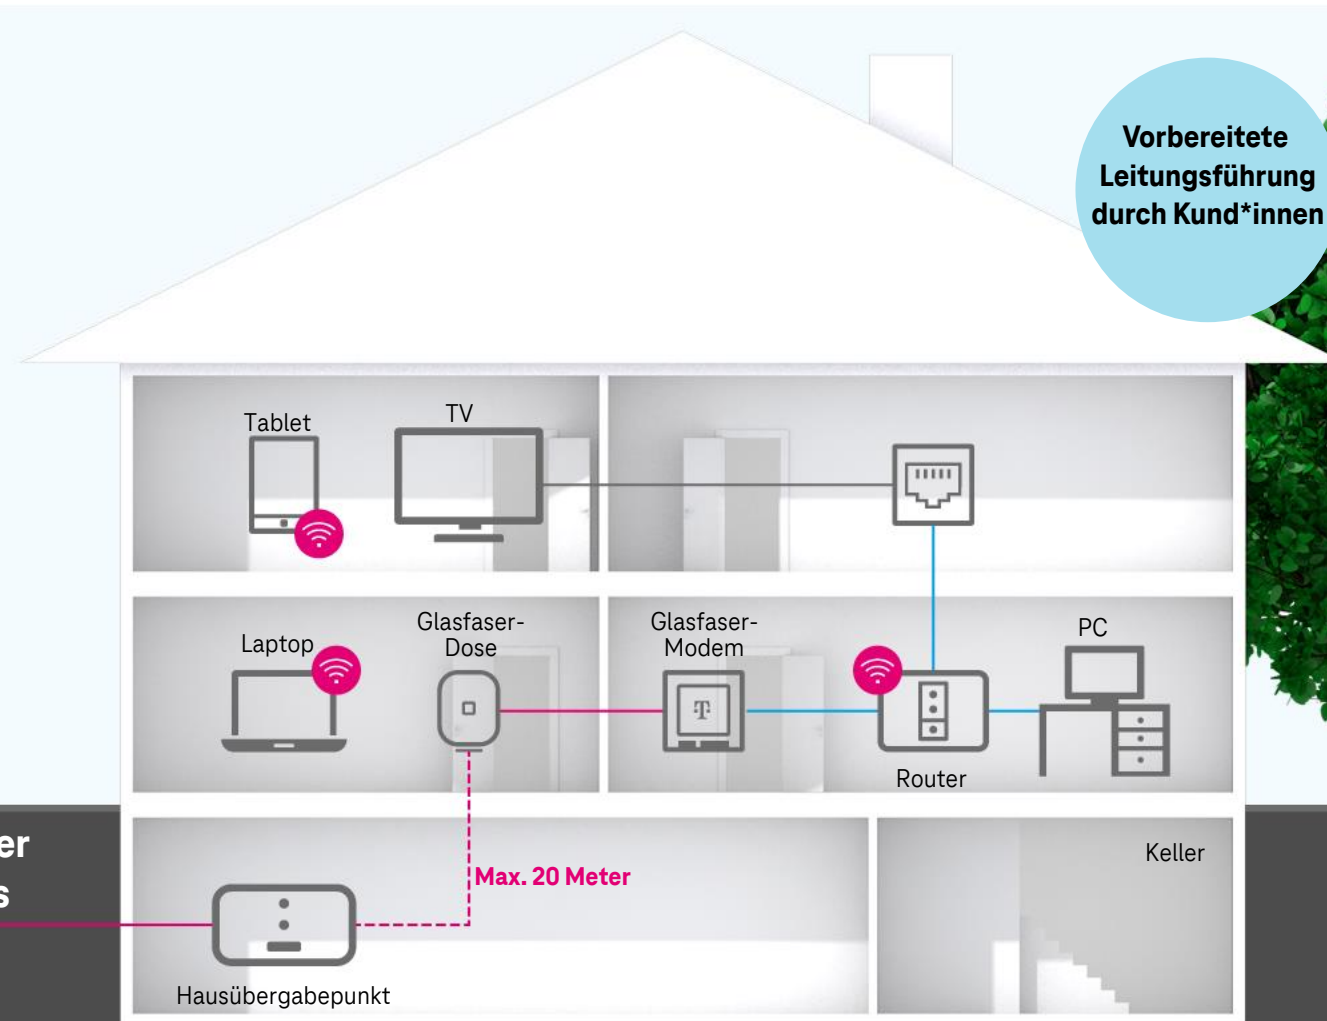 Vorbereitete
Leitungsführung
durch Kund*innen
Tablet
TV
Laptop
Glasfaser-
Dose
Glasfaser-
Modem
T
PC
Router
Keller
Max. 20 Meter
Hausübergabepunkt